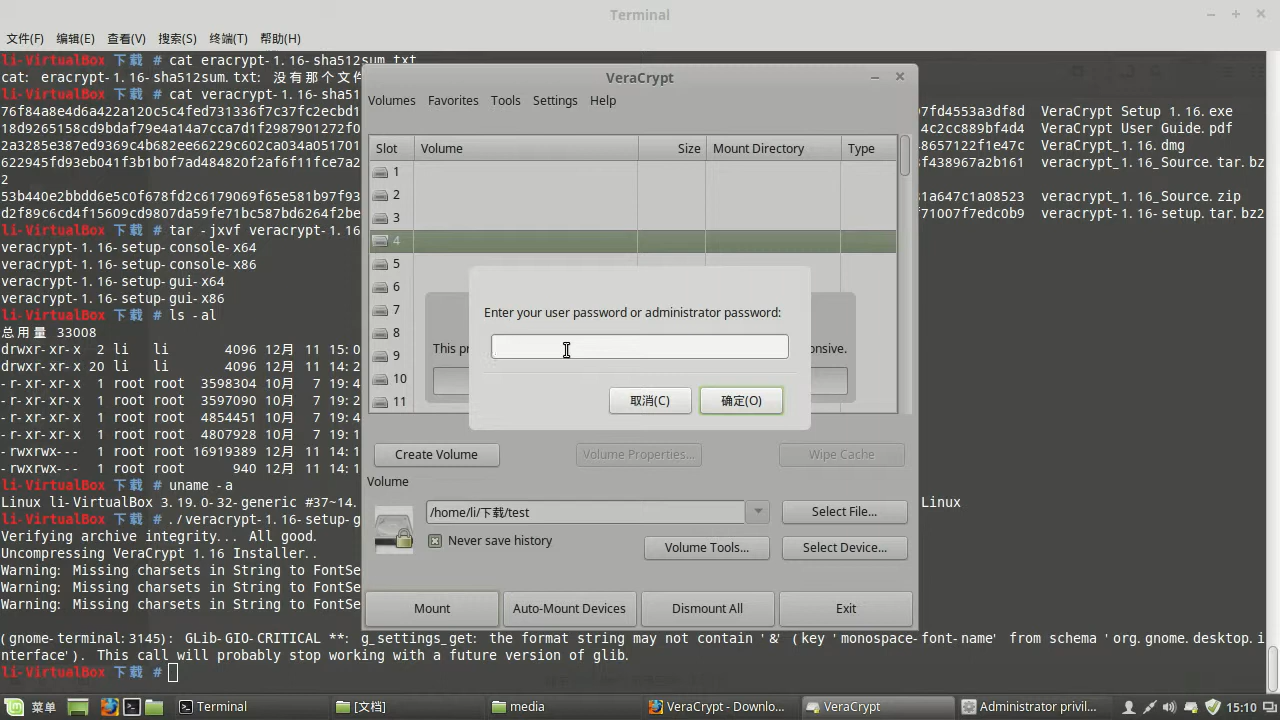 Terminal
文件(F) 编辑(E) 查看(V) 搜索(S) 终端(T) 帮助(H)
li-VirtualBox 下载 # cat eracrypt-1.16-sha512sum.txt
cat: eracrypt-1.16-sha512sum.txt: 没有那个文件
li-VirtualBox 下载 # cat veracrypt-1.16-sha51
76f84a8e4d6a422a120c5c4fed731336f7c37fc2ecbd1 97fd4553a3df8d VeraCrypt Setup 1.16.exe
18d9265158cd9bdaf79e4a14a7cca7d1f2987901272f0 4c2cc889bf4d4 VeraCrypt User Guide.pdf
2a3285e387ed9369c4b682ee66229c602ca034a051701 48657122f1e47c VeraCrypt_1.16.dmg
622945fd93eb041f3b1b0f7ad484820f2af6f11fce7a2 8f438967a2b161 veracrypt_1.16_Source.tar.bz
2
53b440e2bbdd6e5c0f678fd2c6179069f65e581b97f93 81a647c1a08523 veracrypt_1.16_Source.zip
d2f89c6cd4f15609cd9807da59fe71bc587bd6264f2be f71007f7edc0b9 veracrypt-1.16-setup.tar.bz2
li-VirtualBox 下载 # tar -jxvf veracrypt-1.16
veracrypt-1.16-setup-console-x64
veracrypt-1.16-setup-console-x86
veracrypt-1.16-setup-gui-x64
veracrypt-1.16-setup-gui-x86
li-VirtualBox 下载 # ls -al
总用量 33008
drwxr-xr-x 2 li li 4096 12月 11 15:0
drwxr-xr-x 20 li li 4096 12月 11 14:2
-r-xr-xr-x 1 root root 3598304 10月 7 19:4
-r-xr-xr-x 1 root root 3597090 10月 7 19:4
-r-xr-xr-x 1 root root 4854451 10月 7 19:2
-r-xr-xr-x 1 root root 4807928 10月 7 19:2
-rwxrwx--- 1 root root 16919389 12月 11 14:1
-rwxrwx--- 1 root root 940 12月 11 14:1
li-VirtualBox 下载 # uname -a
Linux li-VirtualBox 3.19.0-32-generic #37~14. Linux
li-VirtualBox 下载 # ./veracrypt-1.16-setup-g
Verifying archive integrity... All good.
Uncompressing VeraCrypt 1.16 Installer..
Warning: Missing charsets in String to FontSe
Warning: Missing charsets in String to FontSe
Warning: Missing charsets in String to FontSe
(gnome-terminal:3145): GLib-GIO-CRITICAL **: g_settings_get: the format string may not contain '&' (key 'monospace-font-name' from schema 'org.gnome.desktop.i
nterface'). This call will probably stop working with a future version of glib.
li-VirtualBox 下载 #
VeraCrypt
Volumes Favorites Tools Settings Help
Slot Volume Size Mount Directory Type
1
2
3
4
5
6
7
8
9
10
11
This pr onsive.
Enter your user password or administrator password:
取消(C) 确定(O)
Create Volume Volume Properties... Wipe Cache
Volume
/home/li/下载/test Select File...
Never save history Volume Tools... Select Device...
Mount Auto-Mount Devices Dismount All Exit
菜单 Terminal [文档] media VeraCrypt - Downlo... VeraCrypt Administrator privil... 15:10